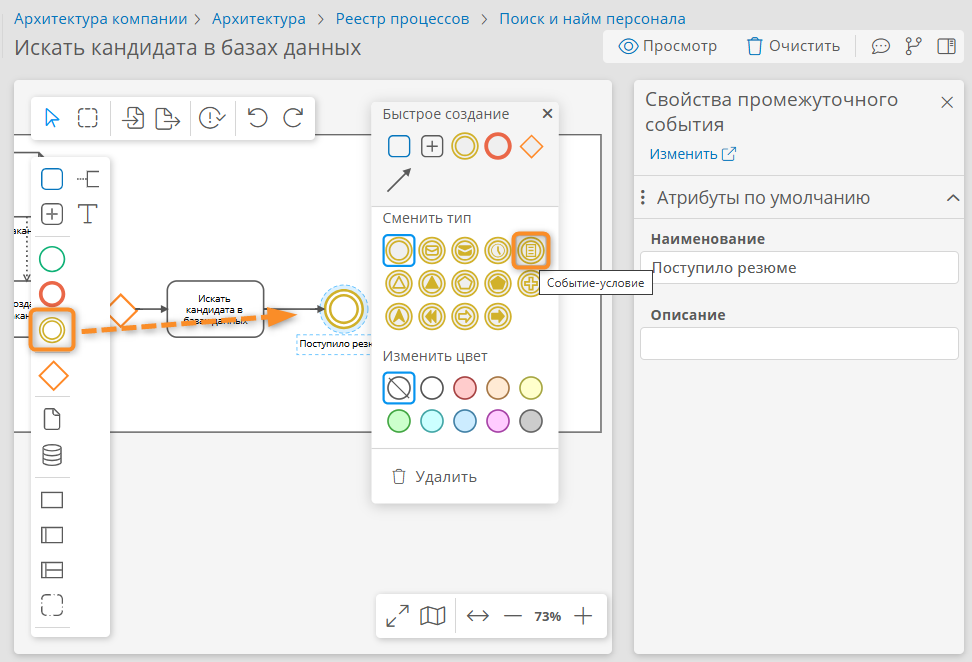 Архитектура компании > Архитектура > Реестр процессов > Поиск и найм персонала
Искать кандидата в базах данных
Просмотр
Очистить
Быстрое создание
Сменить тип
Событие-условие
Искать
кандидата в
базах данных
Поступило
Изменить цвет
Удалить
73%
Свойства промежуточного
события
Изменить
Атрибуты по умолчанию
Наименование
Поступило резюме
Описание